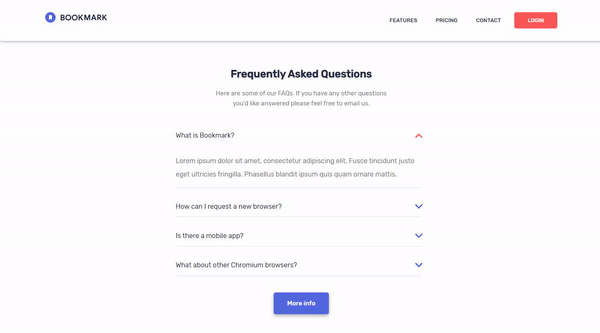 BOOKMARK
FEATURES
PRICING
CONTACT
LOGIN
Frequently Asked Questions
Here are some of our FAQs. If you have any other questions
you'd like answered please feel free to email us.
What is Bookmark?
Lorem ipsum dolor sit amet, consectetur adipiscing elit. Fusce tincidunt justo
eget ultricies fringilla. Phasellus blandit ipsum quis quam ornare mattis.
How can I request a new browser?
Is there a mobile app?
What about other Chromium browsers?
More Info